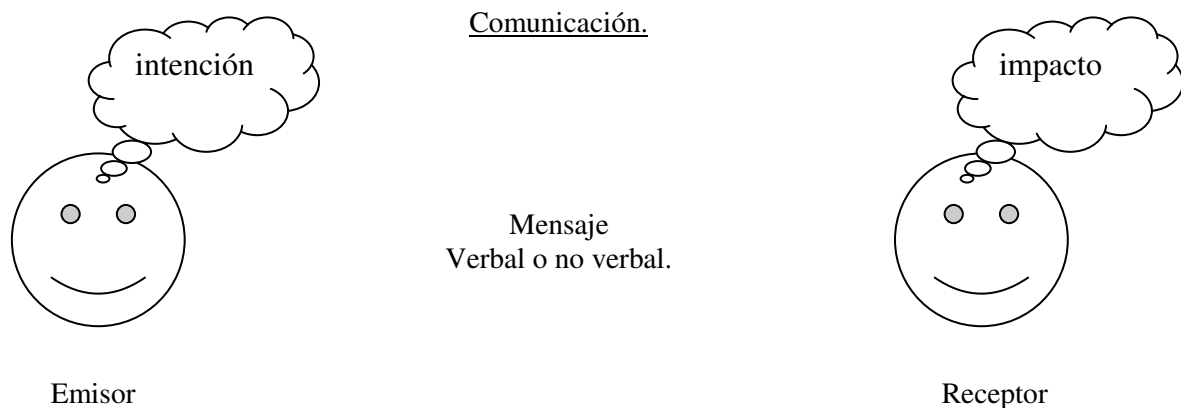 Comunicación.
intención
impacto
Mensaje
Verbal o no verbal.
Emisor
Receptor